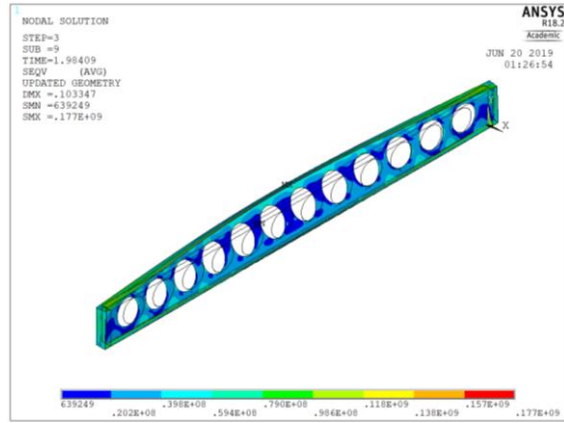 1
NODAL SOLUTION
STEP=3
SUB =9
TIME=1.98409
SEQV (AVG)
UPDATED GEOMETRY
DMX =.103347
SMN =639249
SMX =.177E+09
ANSYS
R18.2
Academic
JUN 20 2019
01:26:54
X
639249 .398E+08 .790E+08 .118E+09 .157E+09
.202E+08 .594E+08 .986E+08 .138E+09 .177E+09